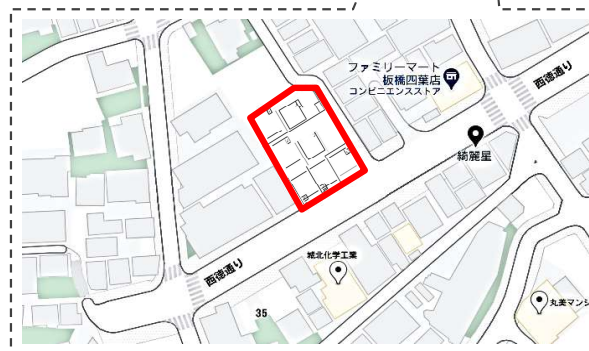 ファミリーマート
板橋四葉店
コンビニエンスストア
西徳通り
綺麗星
西徳通り
城北化学工業
35
丸美マンシ